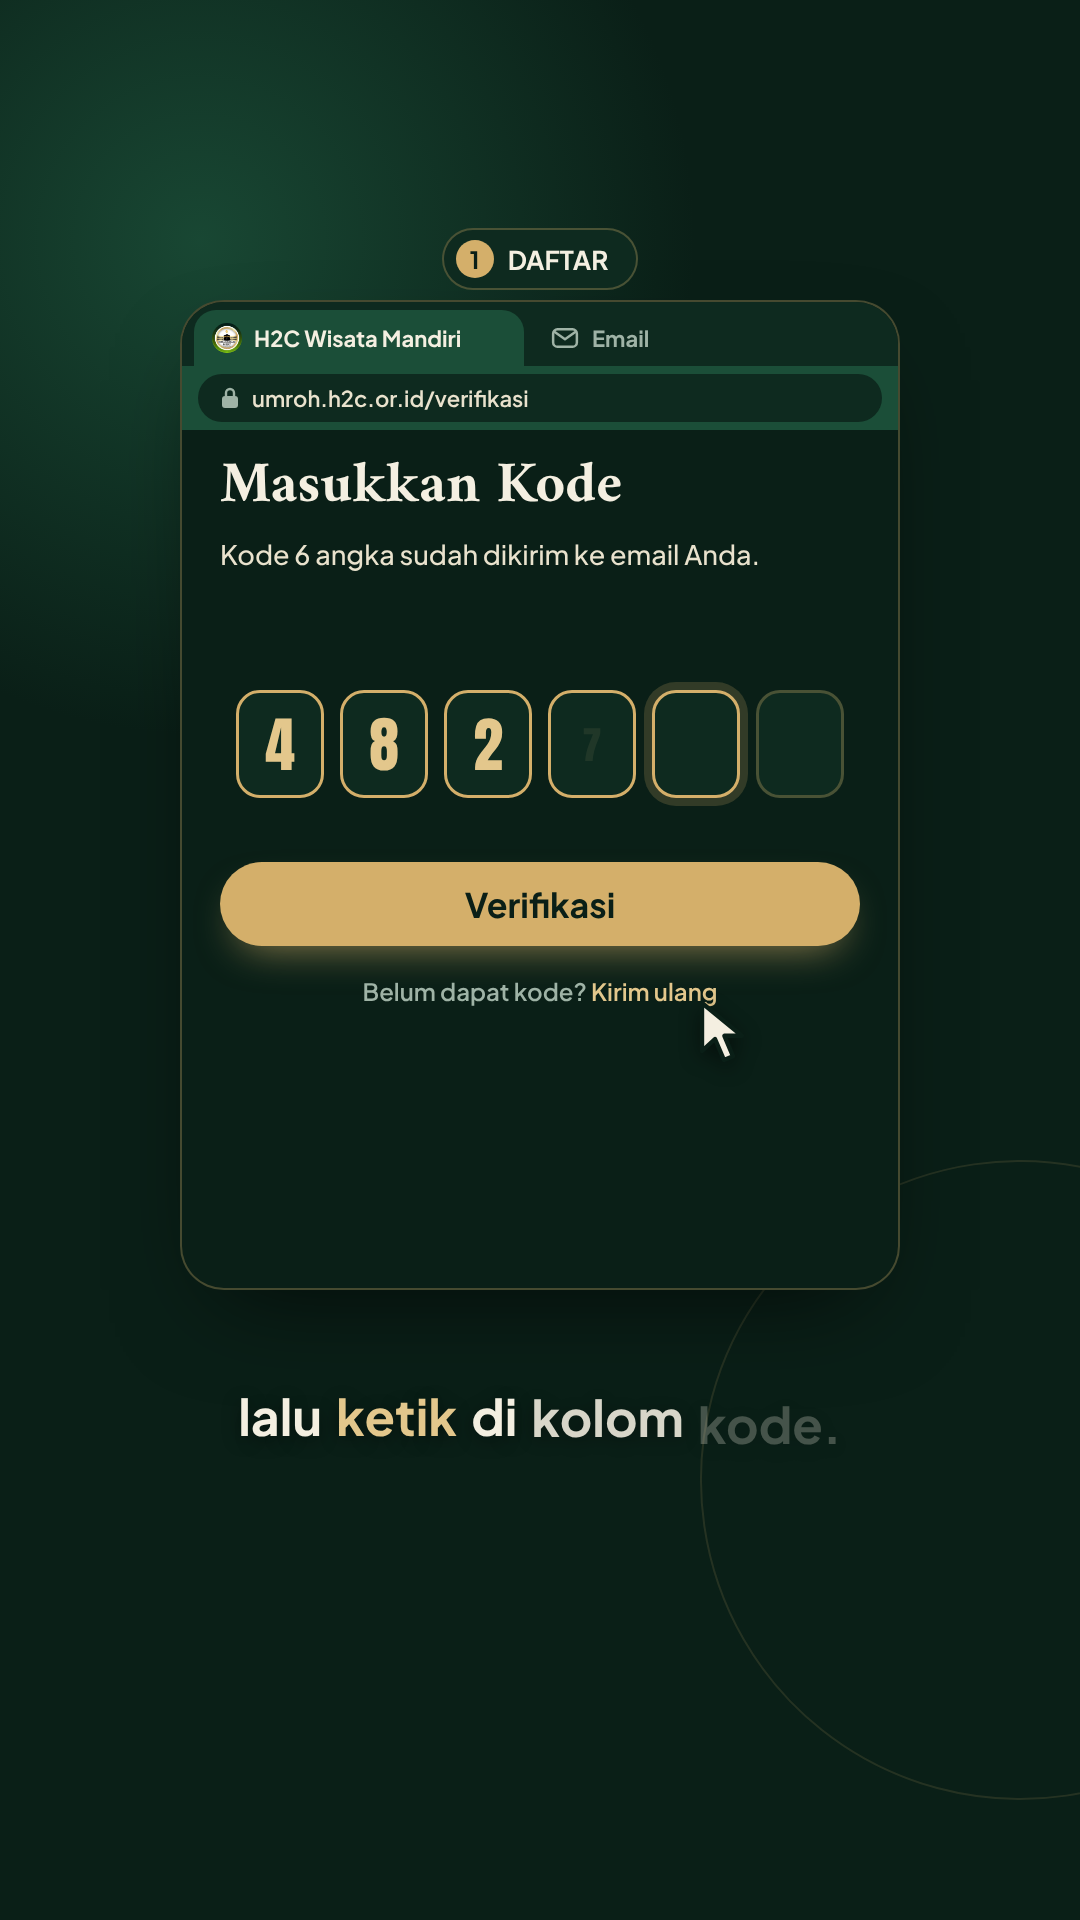 1 DAFTAR
H2C Wisata Mandiri
Email
umroh.h2c.or.id/verifikasi
Masukkan Kode
Kode 6 angka sudah dikirim ke email Anda.
4 8 2 7
Verifikasi
Belum dapat kode? Kirim ulang
lalu ketik di kolom kode.